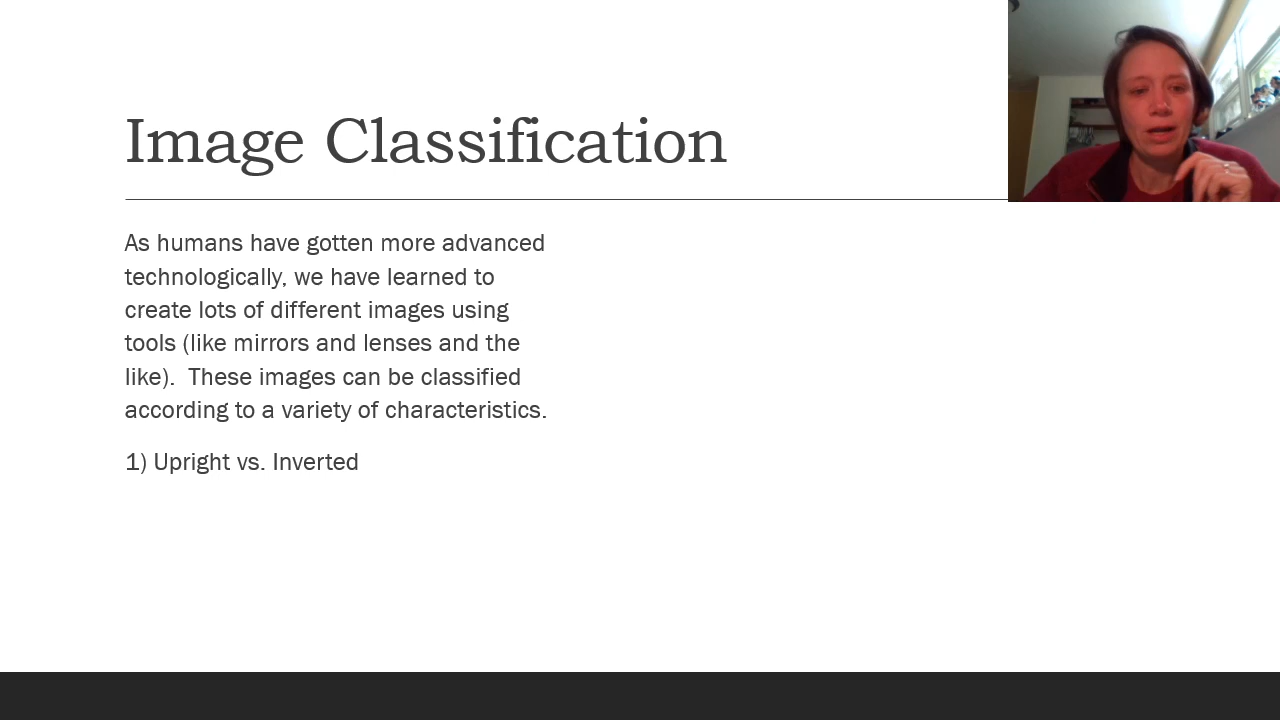 Image Classification
As humans have gotten more advanced
technologically, we have learned to
create lots of different images using
tools (like mirrors and lenses and the
like).  These images can be classified
according to a variety of characteristics.
1) Upright vs. Inverted